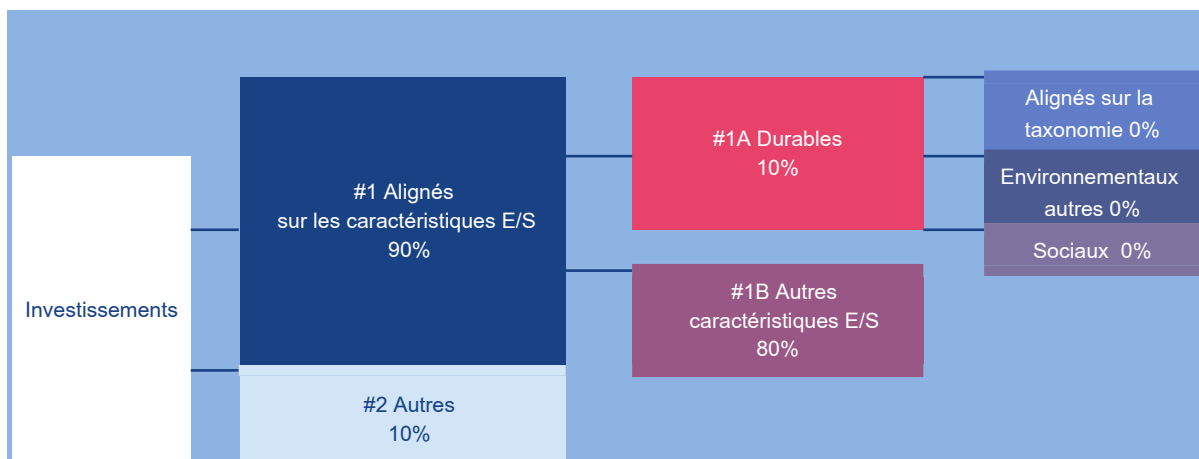 Investissements
#1 Alignés
sur les caractéristiques E/S
90%
#2 Autres
10%
#1A Durables
10%
#1B Autres
caractéristiques E/S
80%
Alignés sur la
taxonomie 0%
Environnementaux
autres 0%
Sociaux 0%